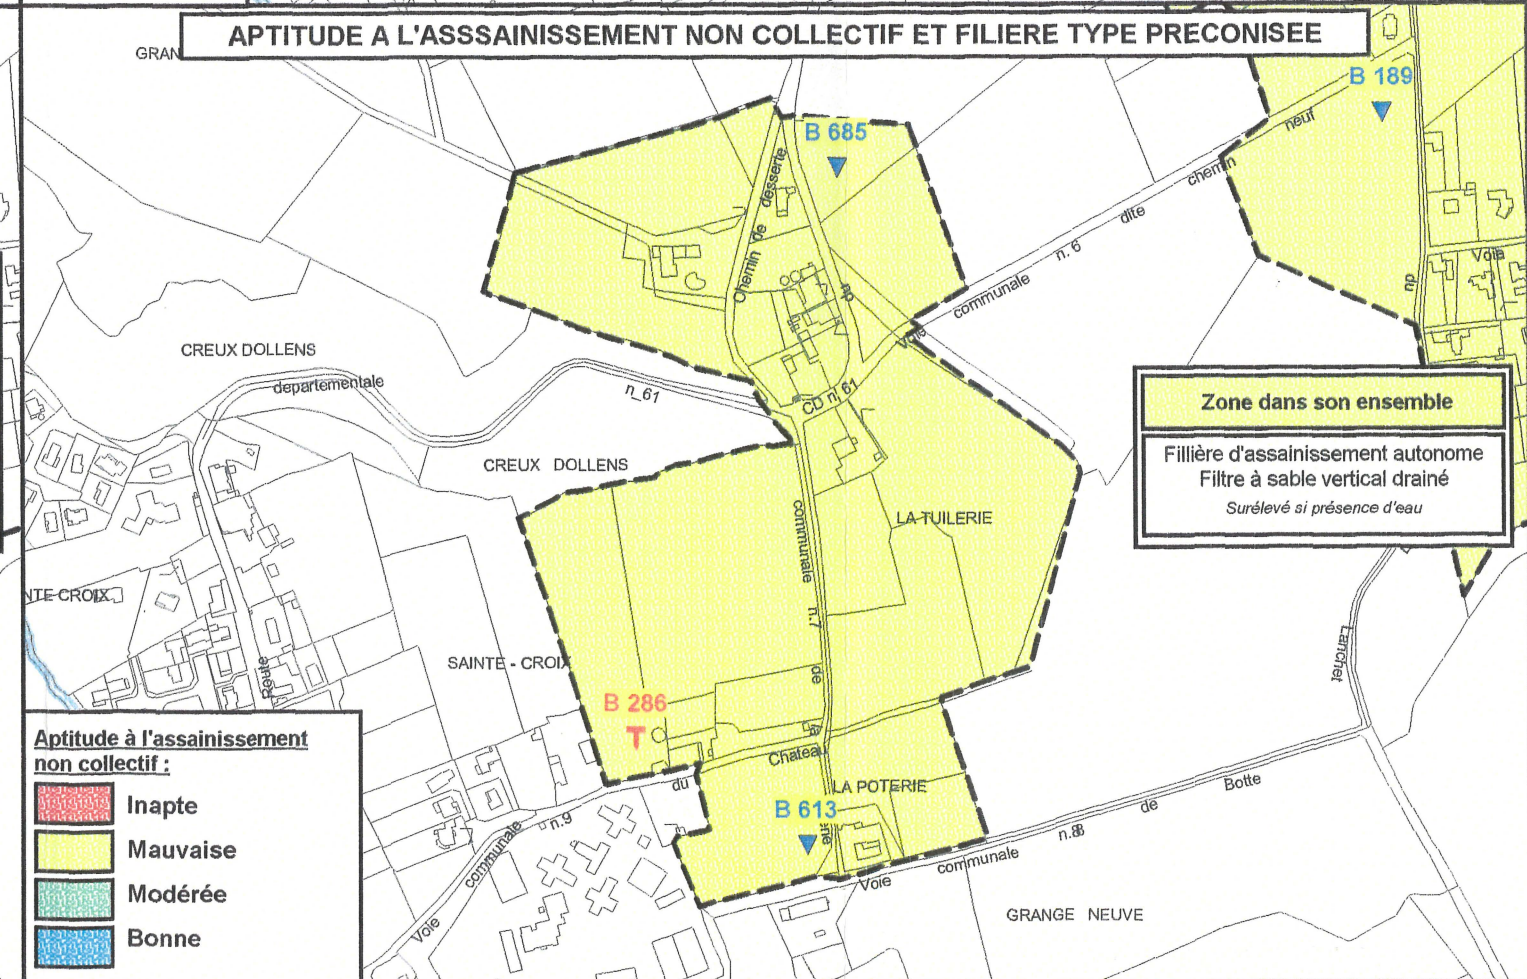 APTITUDE A L'ASSSAINISSEMENT NON COLLECTIF ET FILIERE TYPE PRECONISEE
GRAN
B 189
neuf
B 685
chemin
desserte
de
Chemin
dite
n. 6
communale
Voie
Voie
CREUX DOLLENS
departementale
n_61
CD n. 61
Zone dans son ensemble
Fillière d'assainissement autonome
Filtre à sable vertical drainé
Surélevé si présence d'eau
CREUX DOLLENS
LA TUILERIE
communale
n.7
de
la
NTE CROIX
Route
SAINTE - CROIX
Lanchet
B 286
T
Chateau
du
LA POTERIE
B 613
Botte
de
n.8
communale
Voie
n.9
communale
Voie
GRANGE NEUVE
Aptitude à l'assainissement
non collectif :
Inapte
Mauvaise
Modérée
Bonne